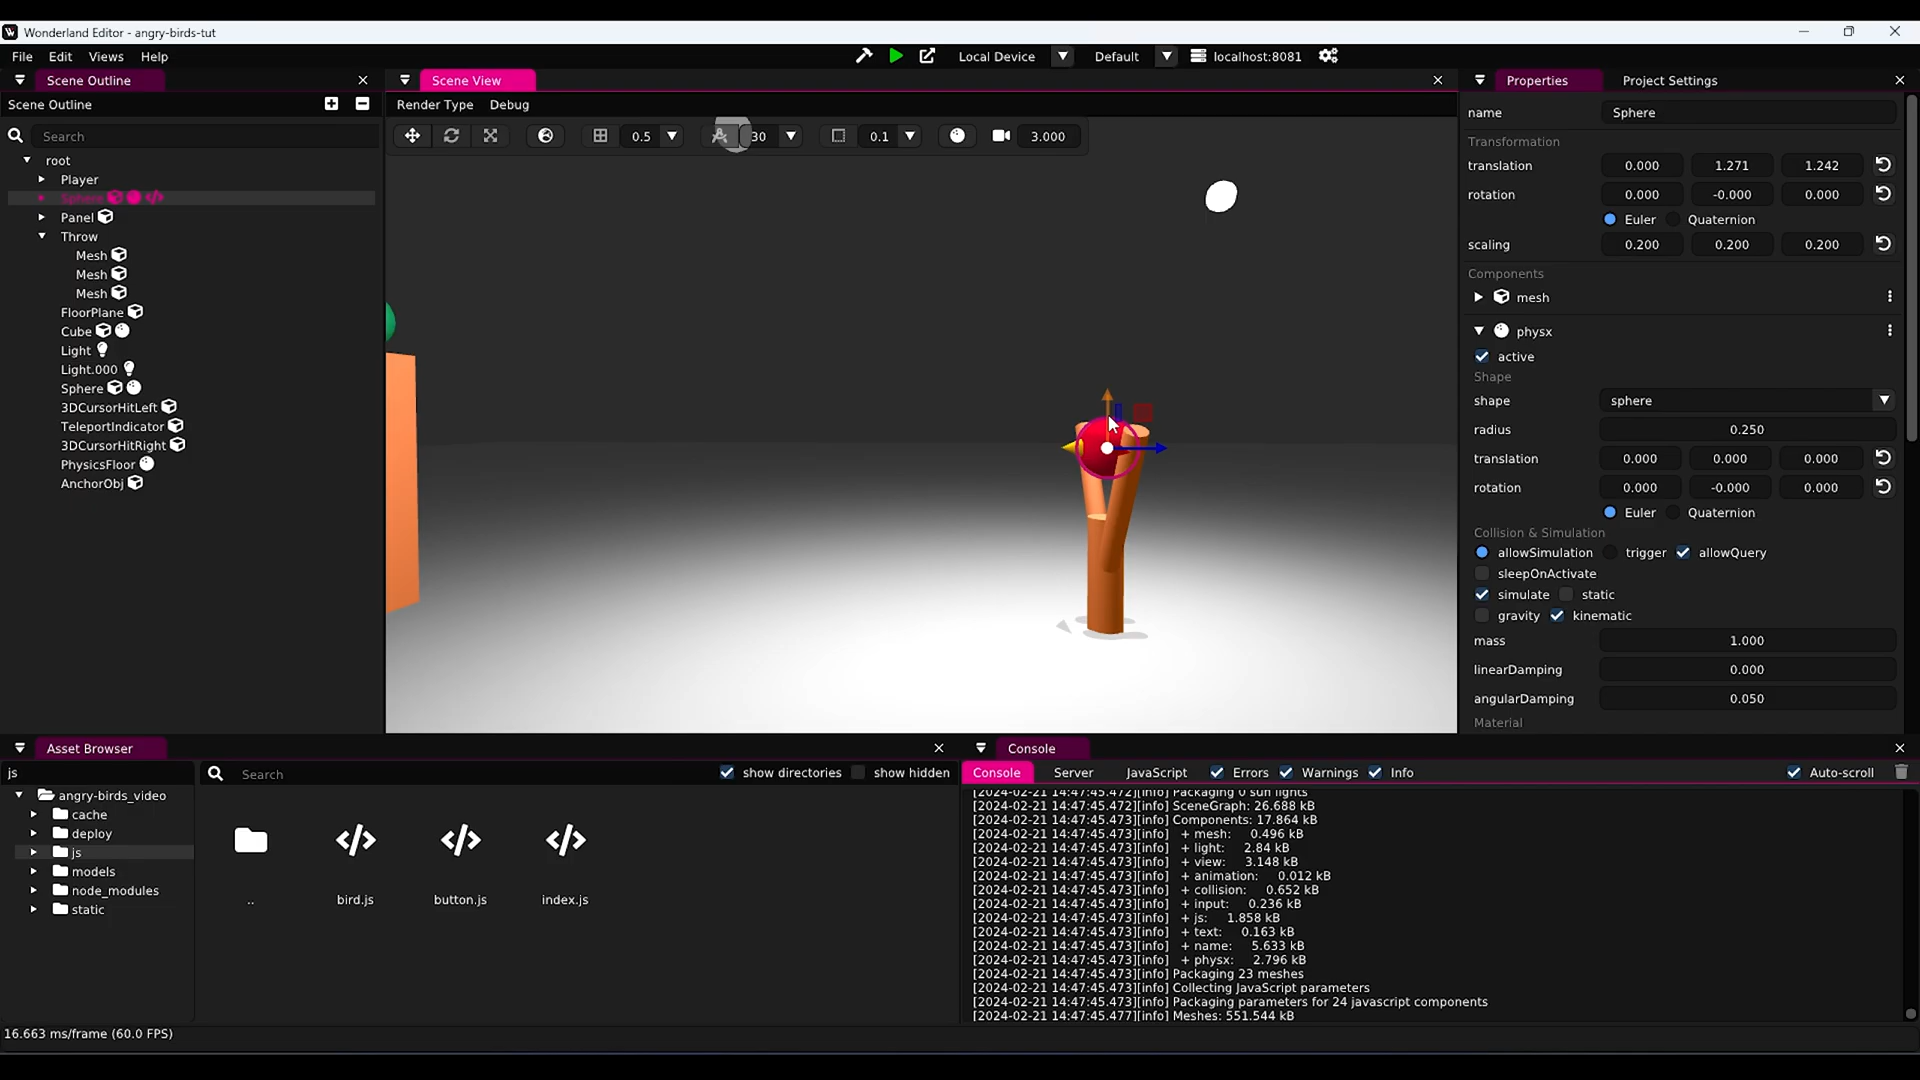 Wonderland Editor - angry-birds-tut
File Edit Views Help
Local Device Default localhost:8081
Scene Outline
Scene Outline
Search
root
Player
Sphere
Panel
Throw
Mesh
Mesh
Mesh
FloorPlane
Cube
Light
Light.000
Sphere
3DCursorHitLeft
TeleportIndicator
3DCursorHitRight
PhysicsFloor
AnchorObj
Scene View
Render Type Debug
0.5 30 0.1 3.000
Properties Project Settings
name Sphere
Transformation
translation 0.000 1.271 1.242
rotation 0.000 -0.000 0.000
Euler Quaternion
scaling 0.200 0.200 0.200
Components
mesh
physx
active
Shape
shape sphere
radius 0.250
translation 0.000 0.000 0.000
rotation 0.000 -0.000 0.000
Euler Quaternion
Collision & Simulation
allowSimulation trigger allowQuery
sleepOnActivate
simulate static
gravity kinematic
mass 1.000
linearDamping 0.000
angularDamping 0.050
Material
Asset Browser
js
Search show directories show hidden
angry-birds_video
cache
deploy
js
models
node_modules
static
.. bird.js button.js index.js
Console
Console Server JavaScript Errors Warnings Info Auto-scroll
[2024-02-21 14:47:45.472][info] Packaging 0 sun lights
[2024-02-21 14:47:45.472][info] SceneGraph: 26.688 kB
[2024-02-21 14:47:45.473][info] Components: 17.864 kB
[2024-02-21 14:47:45.473][info] + mesh: 0.496 kB
[2024-02-21 14:47:45.473][info] + light: 2.84 kB
[2024-02-21 14:47:45.473][info] + view: 3.148 kB
[2024-02-21 14:47:45.473][info] + animation: 0.012 kB
[2024-02-21 14:47:45.473][info] + collision: 0.652 kB
[2024-02-21 14:47:45.473][info] + input: 0.236 kB
[2024-02-21 14:47:45.473][info] + js: 1.858 kB
[2024-02-21 14:47:45.473][info] + text: 0.163 kB
[2024-02-21 14:47:45.473][info] + name: 5.633 kB
[2024-02-21 14:47:45.473][info] + physx: 2.796 kB
[2024-02-21 14:47:45.473][info] Packaging 23 meshes
[2024-02-21 14:47:45.473][info] Collecting JavaScript parameters
[2024-02-21 14:47:45.473][info] Packaging parameters for 24 javascript components
[2024-02-21 14:47:45.477][info] Meshes: 551.544 kB
16.663 ms/frame (60.0 FPS)